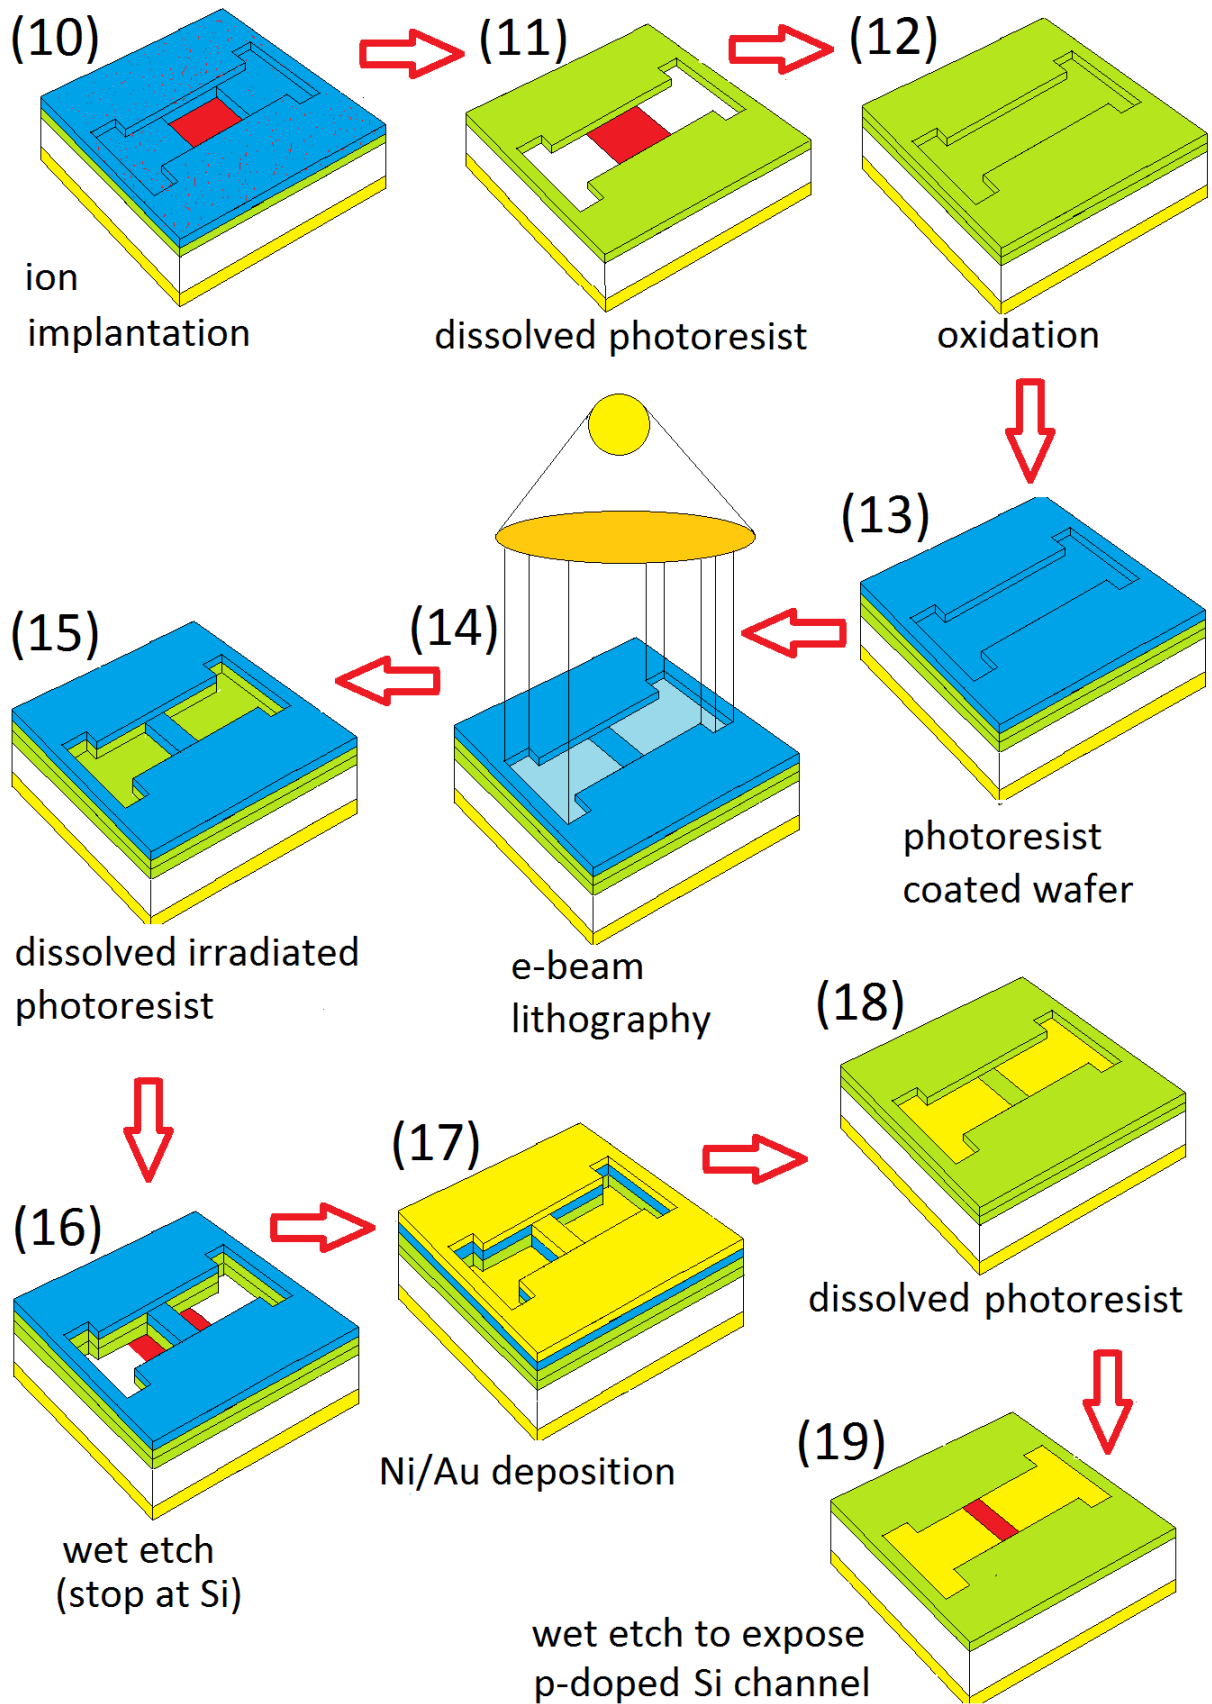 (10)
ion
implantation
(11)
dissolved photoresist
(12)
oxidation
(13)
photoresist
coated wafer
(14)
e-beam
lithography
(15)
dissolved irradiated
photoresist
(16)
wet etch
(stop at Si)
(17)
Ni/Au deposition
(18)
dissolved photoresist
(19)
wet etch to expose
p-doped Si channel